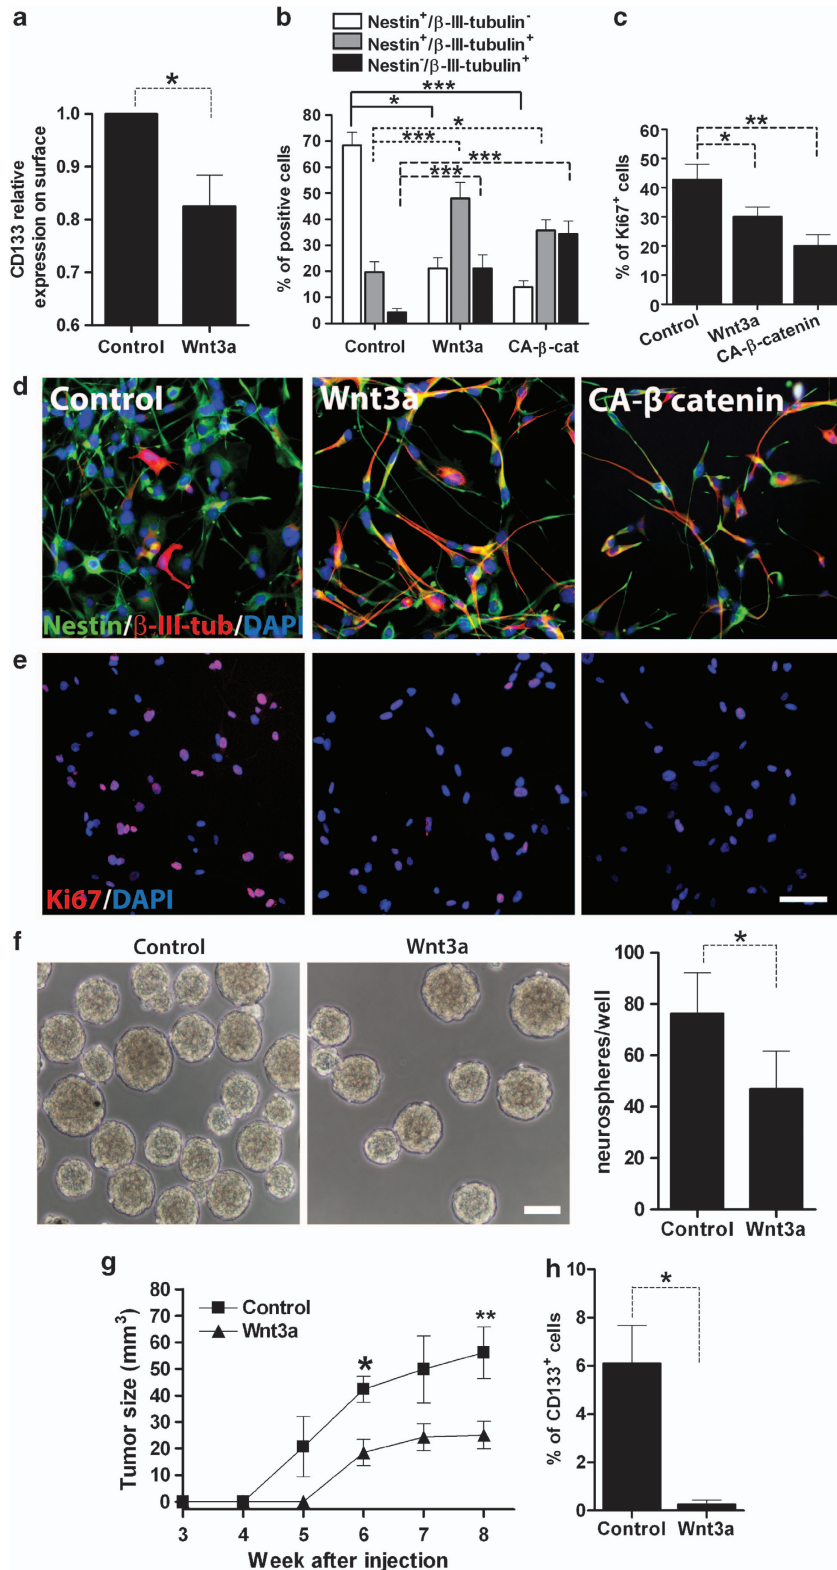 a
*
1.0
0.9
0.8
0.7
0.6
CD133 relative
expression on surface
Control Wnt3a
b
Nestin⁺/β-III-tubulin⁻
Nestin⁺/β-III-tubulin⁺
Nestin⁻/β-III-tubulin⁺
***
*
*
***
***
***
80
70
60
50
40
30
20
10
0
% of positive cells
Control Wnt3a CA-β-cat
c
**
*
60
50
40
30
20
10
0
% of Ki67⁺ cells
Control
Wnt3a
CA-β-catenin
d
Control
Wnt3a
CA-β catenin
Nestin/β-III-tub/DAPI
e
Ki67/DAPI
f
Control
Wnt3a
*
100
80
60
40
80
0
neurospheres/well
Control Wnt3a
g
Control
Wnt3a
*
**
80
70
60
50
40
30
20
10
0
Tumor size (mm³)
3 4 5 6 7 8
Week after injection
h
*
10
8
6
4
2
0
% of CD133⁺ cells
Control Wnt3a